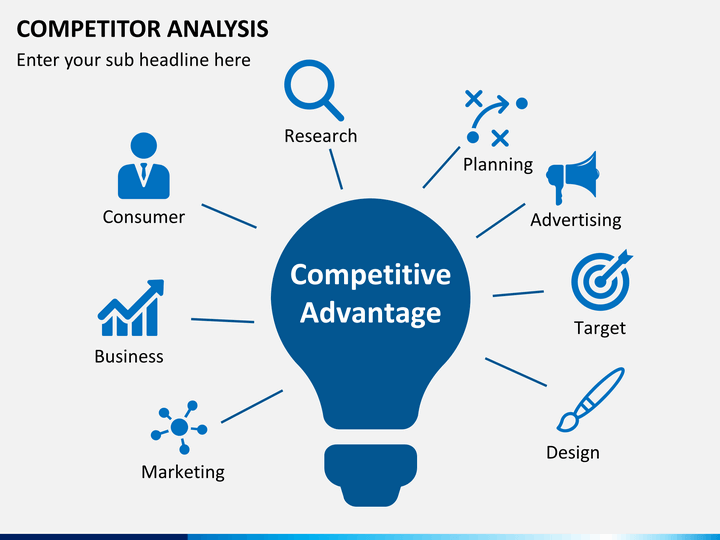 COMPETITOR ANALYSIS
Enter your sub headline here
Research
Planning
Consumer
Advertising
Competitive
Advantage
Target
Business
Design
Marketing